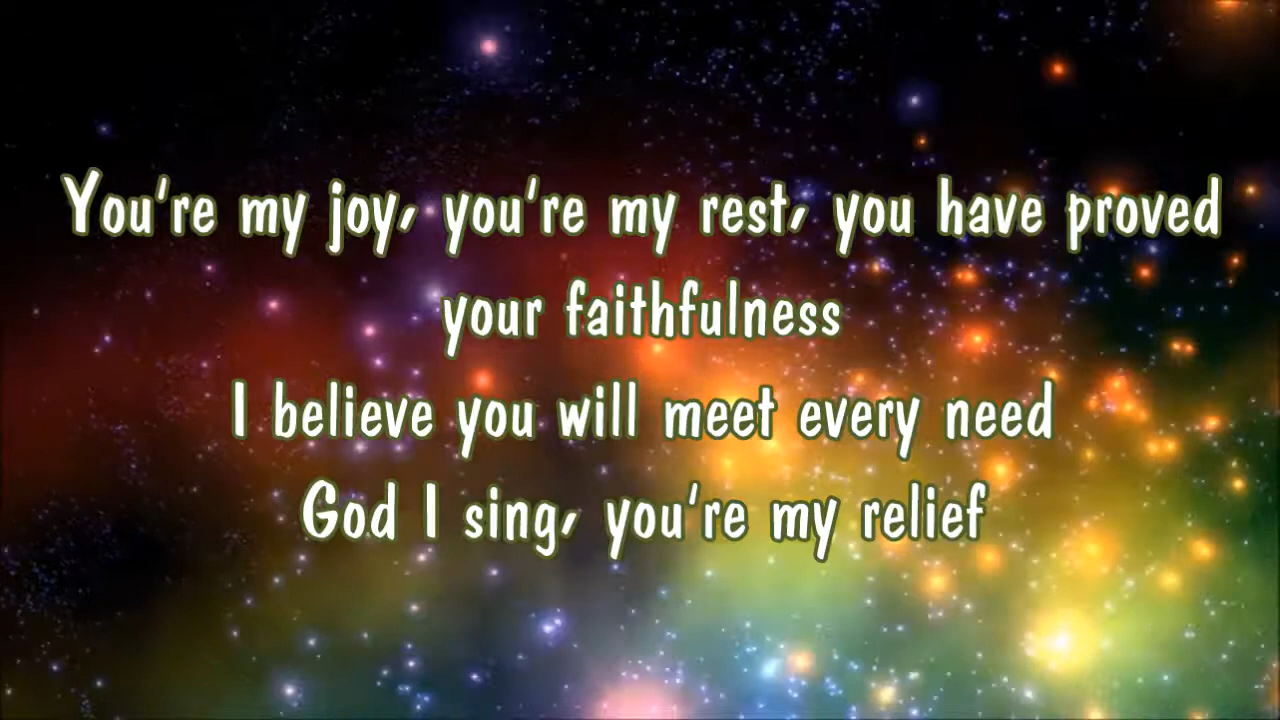 You're my joy, you're my rest, you have proved
your faithfulness
I believe you will meet every need
God I sing, you're my relief